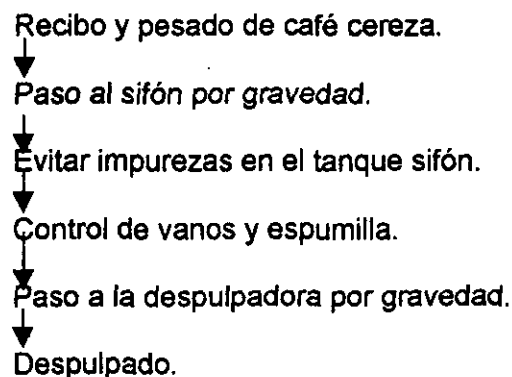 Recibo y pesado de café cereza.
Paso al sifón por gravedad.
Evitar impurezas en el tanque sifón.
Control de vanos y espumilla.
Paso a la despulpadora por gravedad.
Despulpado.